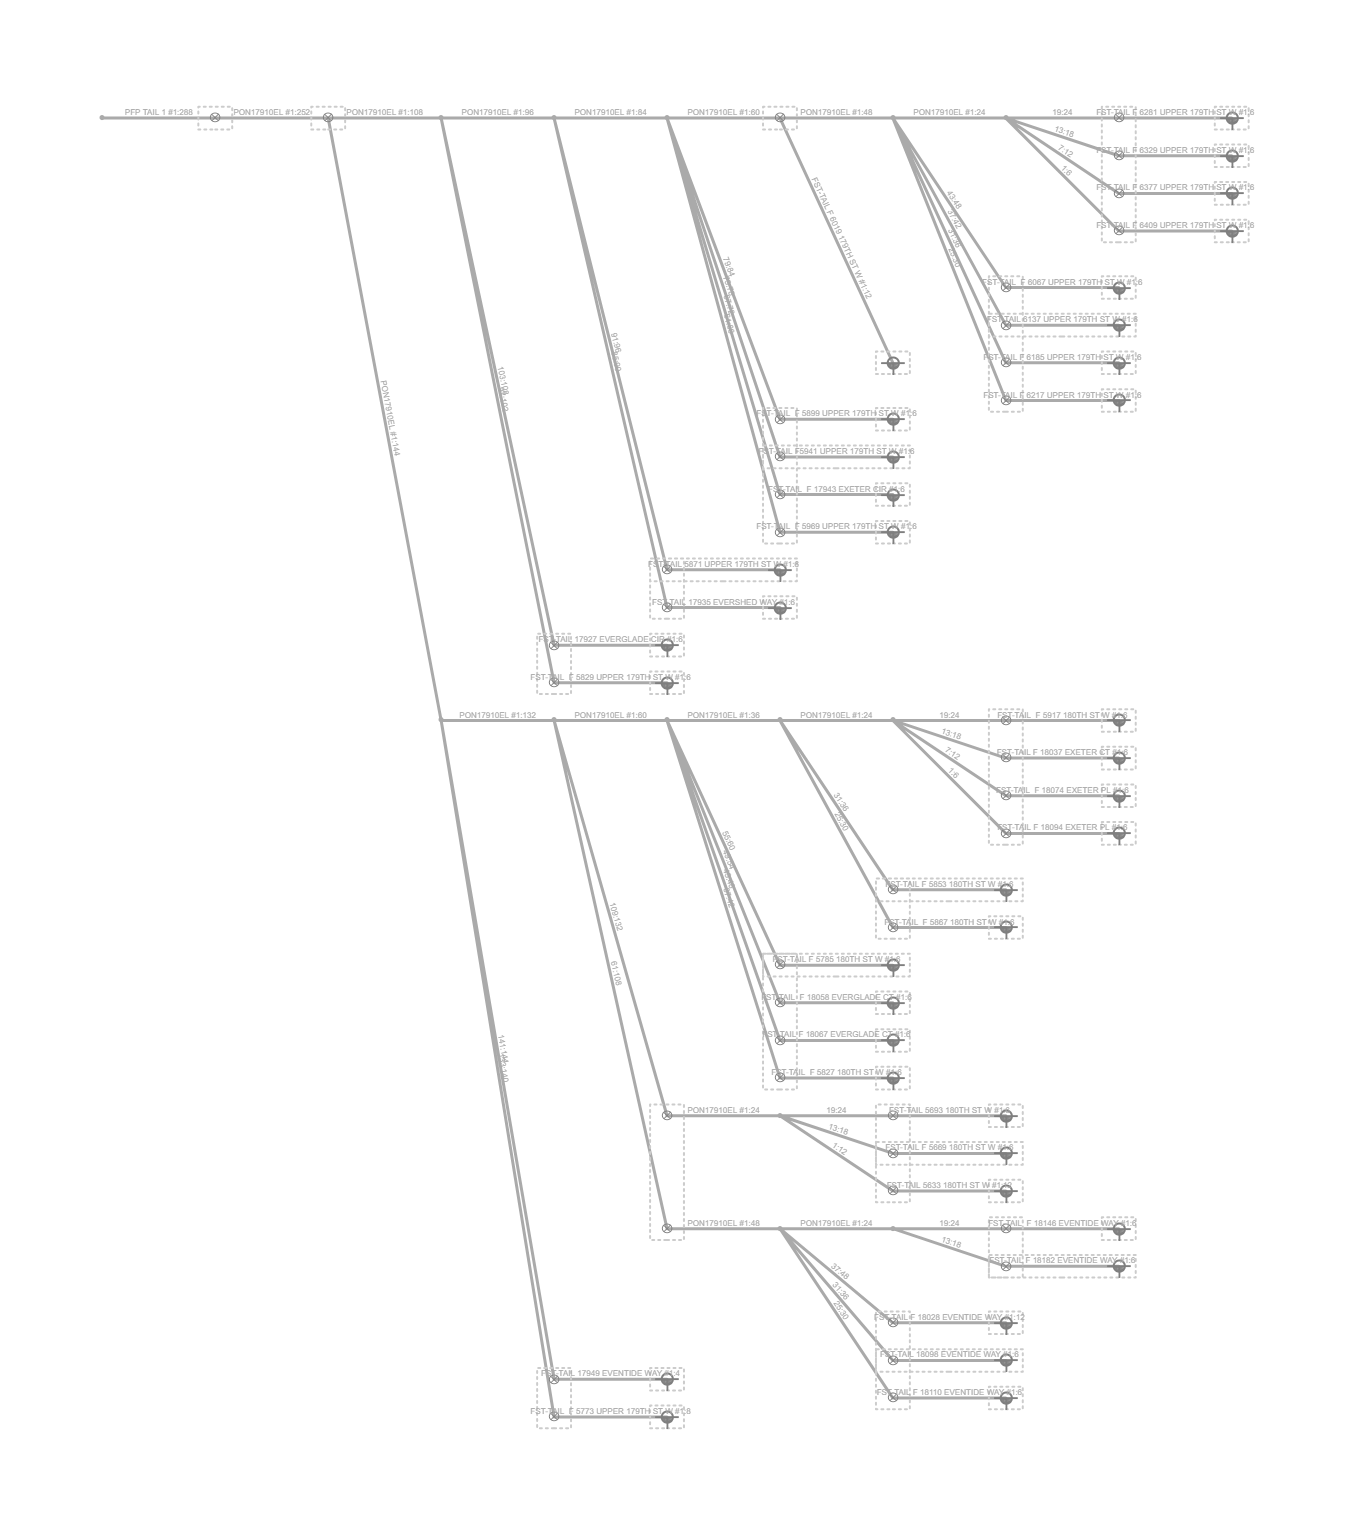 PFP TAIL 1 #1:288
PON17910EL #1:252
PON17910EL #1:108
PON17910EL #1:96
PON17910EL #1:84
PON17910EL #1:60
PON17910EL #1:48
PON17910EL #1:24
19:24
FST-TAIL F 6281 UPPER 179TH ST W #1:6
13:18
FST-TAIL F 6329 UPPER 179TH ST W #1:6
7:12
FST-TAIL F 6377 UPPER 179TH ST W #1:6
1:6
FST-TAIL F 6409 UPPER 179TH ST W #1:6
FST-TAIL F 6019 179TH ST W #1:12
43:48
37:42
31:36
25:30
FST-TAIL F 6067 UPPER 179TH ST W #1:6
FST-TAIL 6137 UPPER 179TH ST W #1:6
FST-TAIL F 6185 UPPER 179TH ST W #1:6
FST-TAIL F 6217 UPPER 179TH ST W #1:6
79:84
FST-TAIL F 5899 UPPER 179TH ST W #1:6
FST-TAIL F5941 UPPER 179TH ST W #1:6
FST-TAIL F 17943 EXETER CIR #1:6
FST-TAIL F 5969 UPPER 179TH ST W #1:6
91:96
FST-TAIL 5871 UPPER 179TH ST W #1:6
FST-TAIL 17935 EVERSHED WAY #1:6
103:108
FST-TAIL 17927 EVERGLADE CIR #1:6
FST-TAIL F 5829 UPPER 179TH ST W #1:6
PON17910EL #1:144
PON17910EL #1:132
PON17910EL #1:60
PON17910EL #1:36
PON17910EL #1:24
19:24
FST-TAIL F 5917 180TH ST W #1:6
13:18
FST-TAIL F 18037 EXETER CT #1:6
7:12
FST-TAIL F 18074 EXETER PL #1:6
1:6
FST-TAIL F 18094 EXETER PL #1:6
31:36
25:30
FST-TAIL F 5853 180TH ST W #1:6
FST-TAIL F 5867 180TH ST W #1:6
55:60
FST-TAIL F 5785 180TH ST W #1:6
FST-TAIL F 18058 EVERGLADE CT #1:6
FST-TAIL F 18067 EVERGLADE CT #1:6
FST-TAIL F 5827 180TH ST W #1:6
109:132
61:108
PON17910EL #1:24
19:24
FST-TAIL 5693 180TH ST W #1:6
13:18
FST-TAIL F 5669 180TH ST W #1:6
1:12
FST-TAIL 5633 180TH ST W #1:12
PON17910EL #1:48
PON17910EL #1:24
19:24
FST-TAIL F 18146 EVENTIDE WAY #1:6
13:18
FST-TAIL F 18182 EVENTIDE WAY #1:6
37:48
31:36
25:30
FST-TAIL F 18028 EVENTIDE WAY #1:12
FST-TAIL 18098 EVENTIDE WAY #1:6
FST-TAIL F 18110 EVENTIDE WAY #1:6
141:144
FST-TAIL 17949 EVENTIDE WAY #1:4
FST-TAIL F 5773 UPPER 179TH ST W #1:8